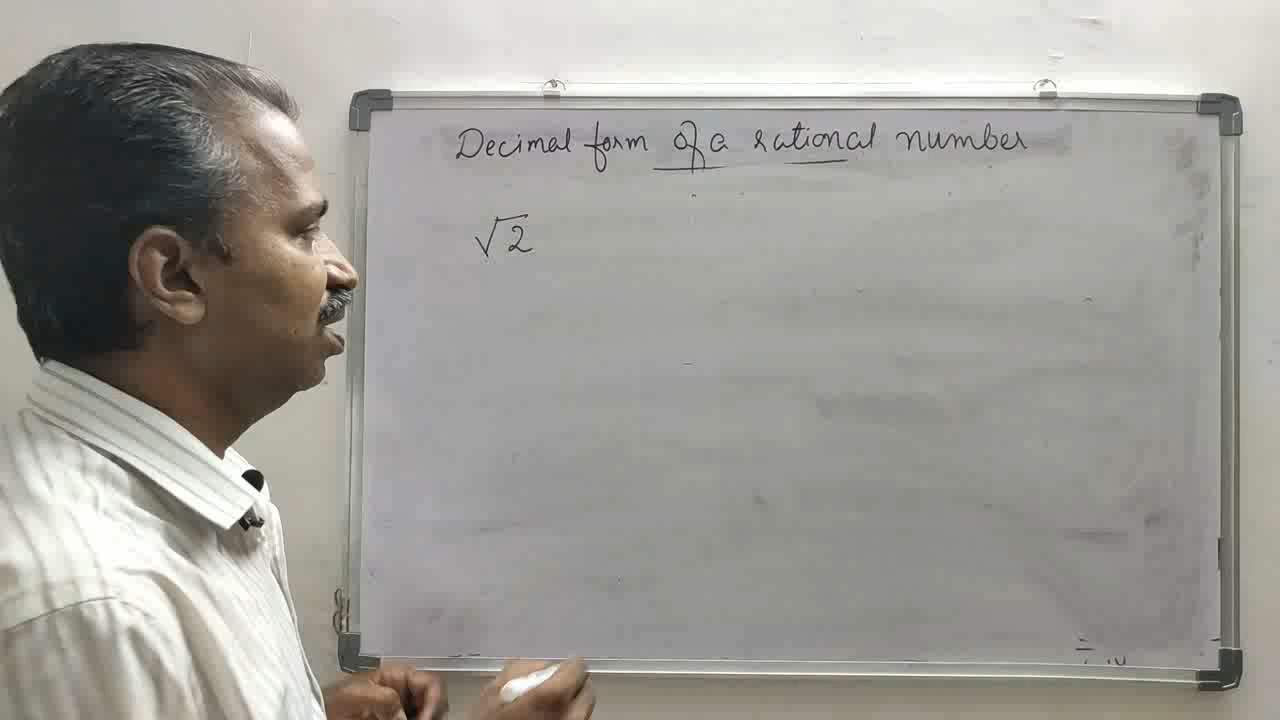 Decimal form of a rational number
√2